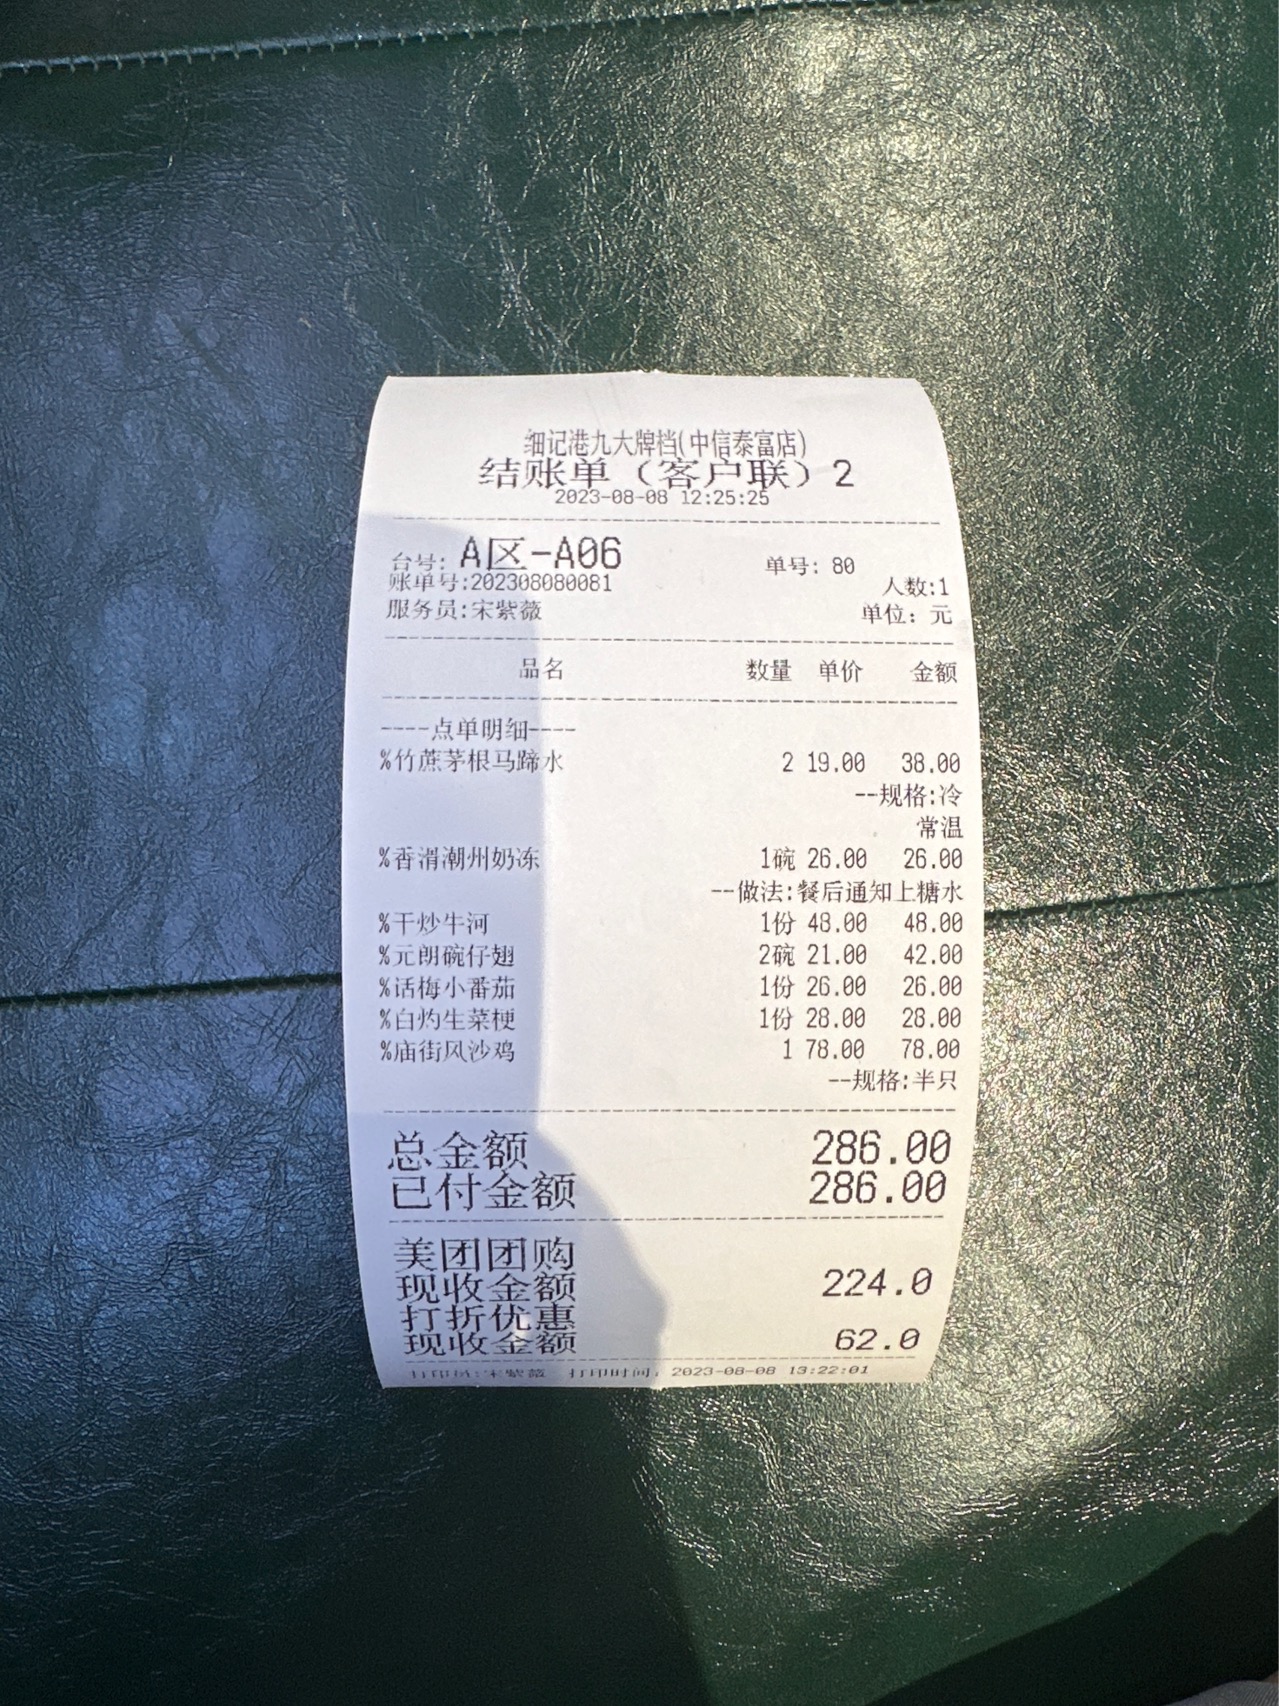 细记港九大牌档(中信泰富店)
结账单（客户联）2
2023-08-08 12:25:25
台号: A区-A06 单号: 80
账单号:202308080081 人数:1
服务员:宋紫薇 单位: 元
品名 数量 单价 金额
----点单明细----
%竹蔗茅根马蹄水 2 19.00 38.00
--规格:冷
常温
%香滑潮州奶冻 1碗 26.00 26.00
--做法:餐后通知上糖水
%干炒牛河 1份 48.00 48.00
%元朗碗仔翅 2碗 21.00 42.00
%话梅小番茄 1份 26.00 26.00
%白灼生菜梗 1份 28.00 28.00
%庙街风沙鸡 1 78.00 78.00
--规格:半只
总金额 286.00
已付金额 286.00
美团团购
现收金额 224.0
打折优惠
现收金额 62.0
打印员:宋紫薇 打印时间: 2023-08-08 13:22:01